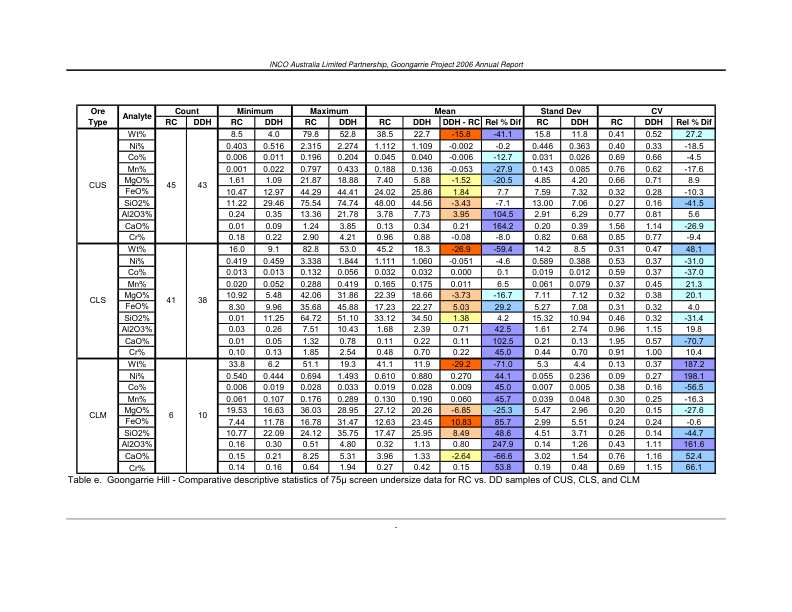 INCO Australia Limited Partnership, Goongarrie Project 2006 Annual Report
Ore Type Analyte Count Minimum Maximum Mean Stand Dev CV
RC DDH RC DDH RC DDH RC DDH DDH - RC Rel % Dif RC DDH RC DDH Rel % Dif
CUS 45 43
Wt% 8.5 4.0 79.8 52.8 38.5 22.7 -15.8 -41.1 15.8 11.8 0.41 0.52 27.2
Ni% 0.403 0.516 2.315 2.274 1.112 1.109 -0.002 -0.2 0.446 0.363 0.40 0.33 -18.5
Co% 0.006 0.011 0.196 0.204 0.045 0.040 -0.006 -12.7 0.031 0.026 0.69 0.66 -4.5
Mn% 0.001 0.022 0.797 0.433 0.188 0.136 -0.053 -27.9 0.143 0.085 0.76 0.62 -17.6
MgO% 1.61 1.09 21.87 18.88 7.40 5.88 -1.52 -20.5 4.85 4.20 0.66 0.71 8.9
FeO% 10.47 12.97 44.29 44.41 24.02 25.86 1.84 7.7 7.59 7.32 0.32 0.28 -10.3
SiO2% 11.22 29.46 75.54 74.74 48.00 44.56 -3.43 -7.1 13.00 7.06 0.27 0.16 -41.5
Al2O3% 0.24 0.35 13.36 21.78 3.78 7.73 3.95 104.5 2.91 6.29 0.77 0.81 5.6
CaO% 0.01 0.09 1.24 3.85 0.13 0.34 0.21 164.2 0.20 0.39 1.56 1.14 -26.9
Cr% 0.18 0.22 2.90 4.21 0.96 0.88 -0.08 -8.0 0.82 0.68 0.85 0.77 -9.4
CLS 41 38
Wt% 16.0 9.1 82.8 53.0 45.2 18.3 -26.9 -59.4 14.2 8.5 0.31 0.47 48.1
Ni% 0.419 0.459 3.338 1.844 1.111 1.060 -0.051 -4.6 0.589 0.388 0.53 0.37 -31.0
Co% 0.013 0.013 0.132 0.056 0.032 0.032 0.000 0.1 0.019 0.012 0.59 0.37 -37.0
Mn% 0.020 0.052 0.288 0.419 0.165 0.175 0.011 6.5 0.061 0.079 0.37 0.45 21.3
MgO% 10.92 5.48 42.06 31.86 22.39 18.66 -3.73 -16.7 7.11 7.12 0.32 0.38 20.1
FeO% 8.30 9.96 35.68 45.88 17.23 22.27 5.03 29.2 5.27 7.08 0.31 0.32 4.0
SiO2% 0.01 11.25 64.72 51.10 33.12 34.50 1.38 4.2 15.32 10.94 0.46 0.32 -31.4
Al2O3% 0.03 0.26 7.51 10.43 1.68 2.39 0.71 42.5 1.61 2.74 0.96 1.15 19.8
CaO% 0.01 0.05 1.32 0.78 0.11 0.22 0.11 102.5 0.21 0.13 1.95 0.57 -70.7
Cr% 0.10 0.13 1.85 2.54 0.48 0.70 0.22 45.0 0.44 0.70 0.91 1.00 10.4
CLM 6 10
Wt% 33.8 6.2 51.1 19.3 41.1 11.9 -29.2 -71.0 5.3 4.4 0.13 0.37 187.2
Ni% 0.540 0.444 0.694 1.493 0.610 0.880 0.270 44.1 0.055 0.236 0.09 0.27 198.1
Co% 0.006 0.019 0.028 0.033 0.019 0.028 0.009 45.0 0.007 0.005 0.38 0.16 -56.5
Mn% 0.061 0.107 0.176 0.289 0.130 0.190 0.060 45.7 0.039 0.048 0.30 0.25 -16.3
MgO% 19.53 16.63 36.03 28.95 27.12 20.26 -6.85 -25.3 5.47 2.96 0.20 0.15 -27.6
FeO% 7.44 11.78 16.78 31.47 12.63 23.45 10.83 85.7 2.99 5.51 0.24 0.24 -0.6
SiO2% 10.77 22.09 24.12 35.75 17.47 25.95 8.49 48.6 4.51 3.71 0.26 0.14 -44.7
Al2O3% 0.16 0.30 0.51 4.80 0.32 1.13 0.80 247.9 0.14 1.26 0.43 1.11 161.6
CaO% 0.15 0.21 8.25 5.31 3.96 1.33 -2.64 -66.6 3.02 1.54 0.76 1.16 52.4
Cr% 0.14 0.16 0.64 1.94 0.27 0.42 0.15 53.8 0.19 0.48 0.69 1.15 66.1
Table e. Goongarrie Hill - Comparative descriptive statistics of 75µ screen undersize data for RC vs. DD samples of CUS, CLS, and CLM